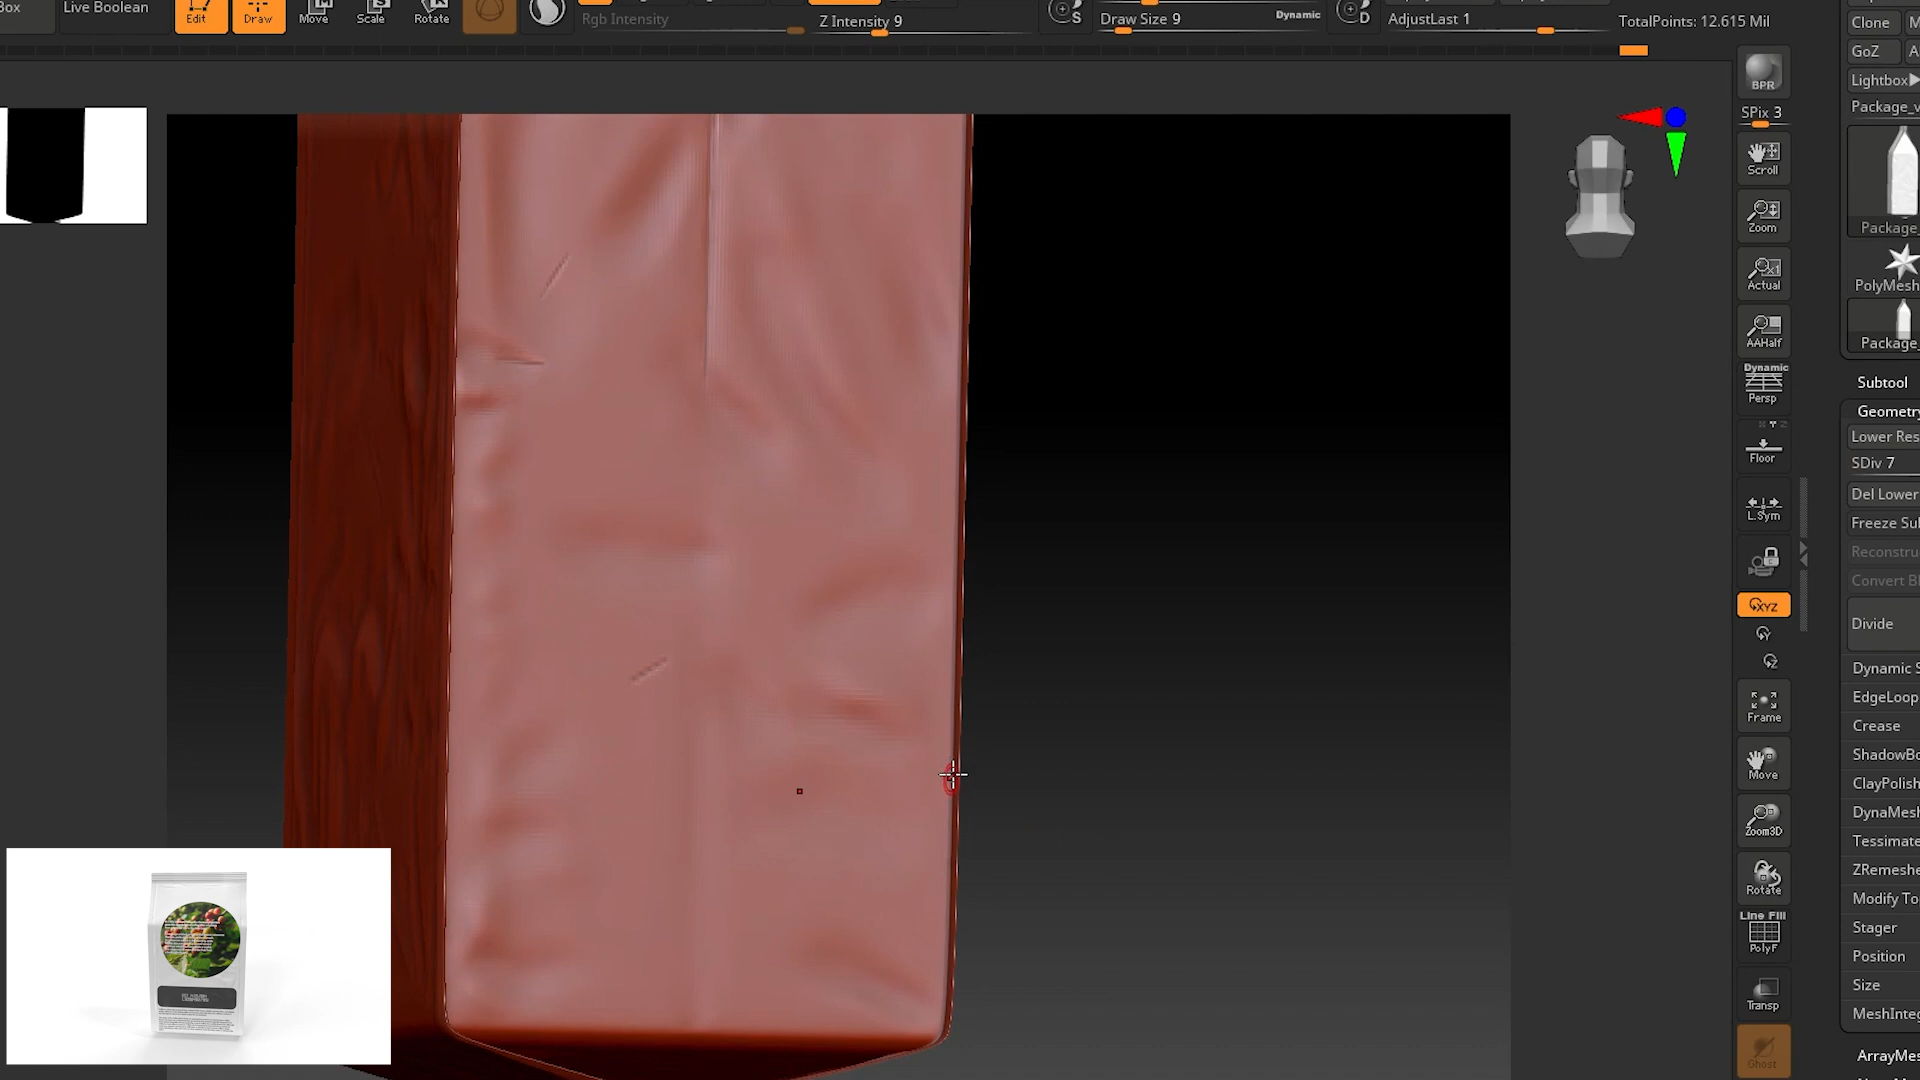 Box
Live Boolean
Edit
Draw
Move
Scale
Rotate
Rgb Intensity
Z Intensity 9
S
Draw Size 9
Dynamic
D
AdjustLast 1
TotalPoints: 12.615 Mil
Clone
GoZ
Lightbox▶
Package_
PolyMesh
Package_
Subtool
Geometry
Lower Res
SDiv 7
Del Lower
Freeze Su
Reconstru
Convert B
Divide
Dynamic S
EdgeLoop
Crease
ShadowBo
ClayPolish
DynaMesh
Tessimate
ZRemeshe
Modify To
Stager
Position
Size
MeshInteg
ArrayMes
BPR
SPix 3
Scroll
Zoom
Actual
AAHalf
Dynamic
Persp
Floor
L.Sym
XYZ
Y
Z
Frame
Move
Zoom3D
Rotate
Line Fill
PolyF
Transp
Ghost